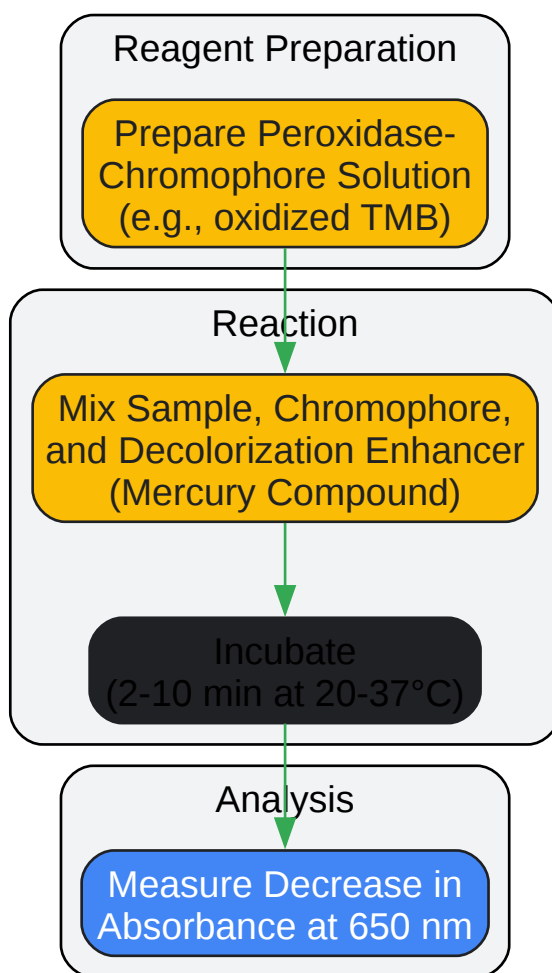 Reagent Preparation
Prepare Peroxidase-
Chromophore Solution
(e.g., oxidized TMB)
Reaction
Mix Sample, Chromophore,
and Decolorization Enhancer
(Mercury Compound)
Incubate
(2-10 min at 20-37°C)
Analysis
Measure Decrease in
Absorbance at 650 nm